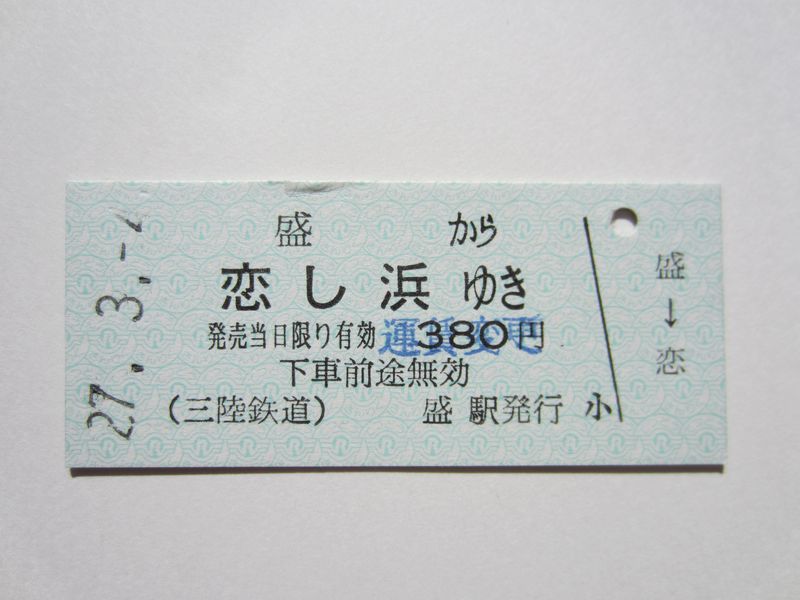 盛 から
恋し浜 ゆき
発売当日限り有効 380円
運賃変更
下車前途無効
(三陸鉄道) 盛 駅発行 小
盛→恋
27. 3.